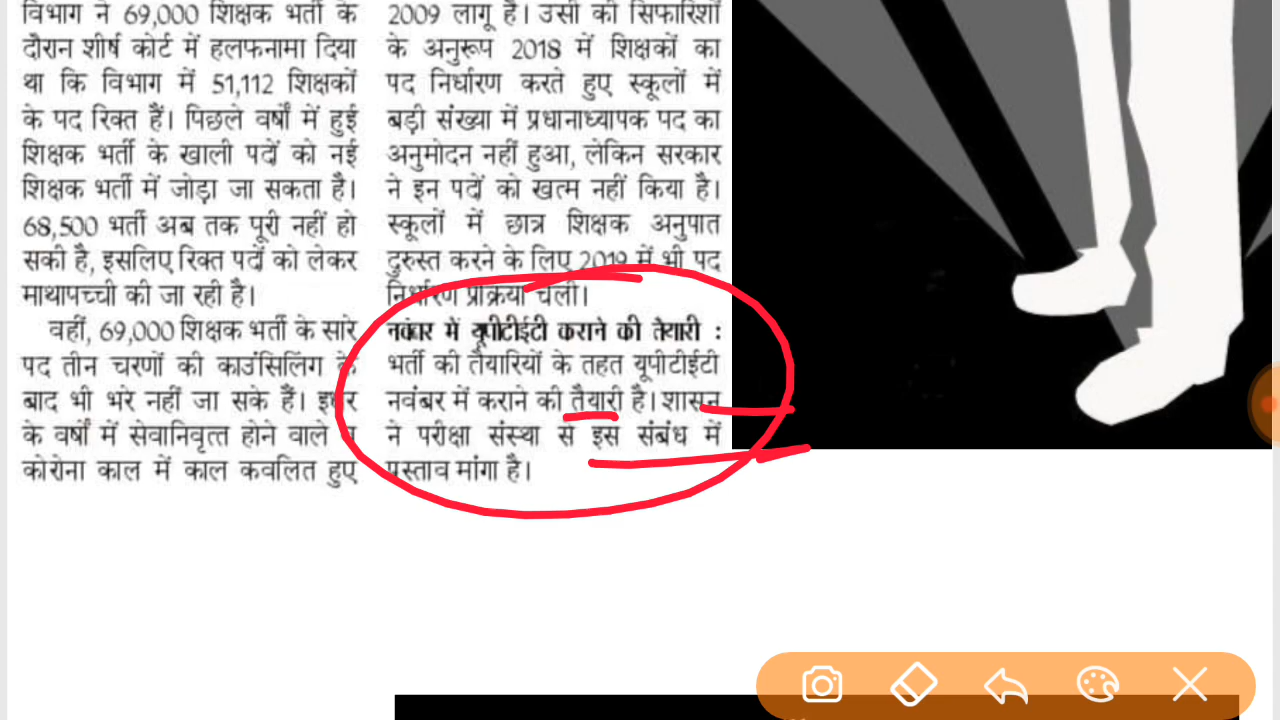 विभाग ने 69,000 शिक्षक भर्ती के
दौरान शीर्ष कोर्ट में हलफनामा दिया
था कि विभाग में 51,112 शिक्षकों
के पद रिक्त हैं। पिछले वर्षों में हुई
शिक्षक भर्ती के खाली पदों को नई
शिक्षक भर्ती में जोड़ा जा सकता है।
68,500 भर्ती अब तक पूरी नहीं हो
सकी है, इसलिए रिक्त पदों को लेकर
माथापच्ची की जा रही है।
वहीं, 69,000 शिक्षक भर्ती के सारे
पद तीन चरणों की काउंसिलिंग के
बाद भी भरे नहीं जा सके हैं। इधर
के वर्षों में सेवानिवृत्त होने वाले व
कोरोना काल में काल कवलित हुए
2009 लागू है। उसी की सिफारिशों
के अनुरूप 2018 में शिक्षकों का
पद निर्धारण करते हुए स्कूलों में
बड़ी संख्या में प्रधानाध्यापक पद का
अनुमोदन नहीं हुआ, लेकिन सरकार
ने इन पदों को खत्म नहीं किया है।
स्कूलों में छात्र शिक्षक अनुपात
दुरुस्त करने के लिए 2019 में भी पद
निर्धारण प्रक्रिया चली।
नवंबर में यूपीटीईटी कराने की तैयारी :
भर्ती की तैयारियों के तहत यूपीटीईटी
नवंबर में कराने की तैयारी है। शासन
ने परीक्षा संस्था से इस संबंध में
प्रस्ताव मांगा है।